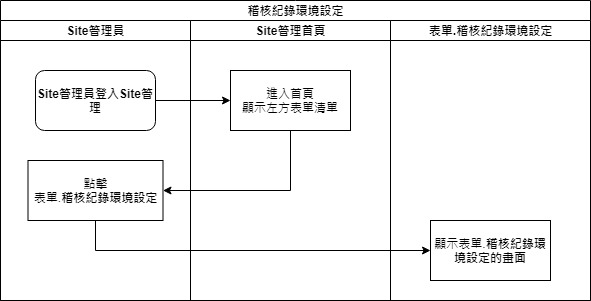 稽核紀錄環境設定
Site管理員
Site管理首頁
表單.稽核紀錄環境設定
Site管理員登入Site管
理
進入首頁
顯示左方表單清單
點擊
表單.稽核紀錄環境設定
顯示表單.稽核紀錄環
境設定的畫面